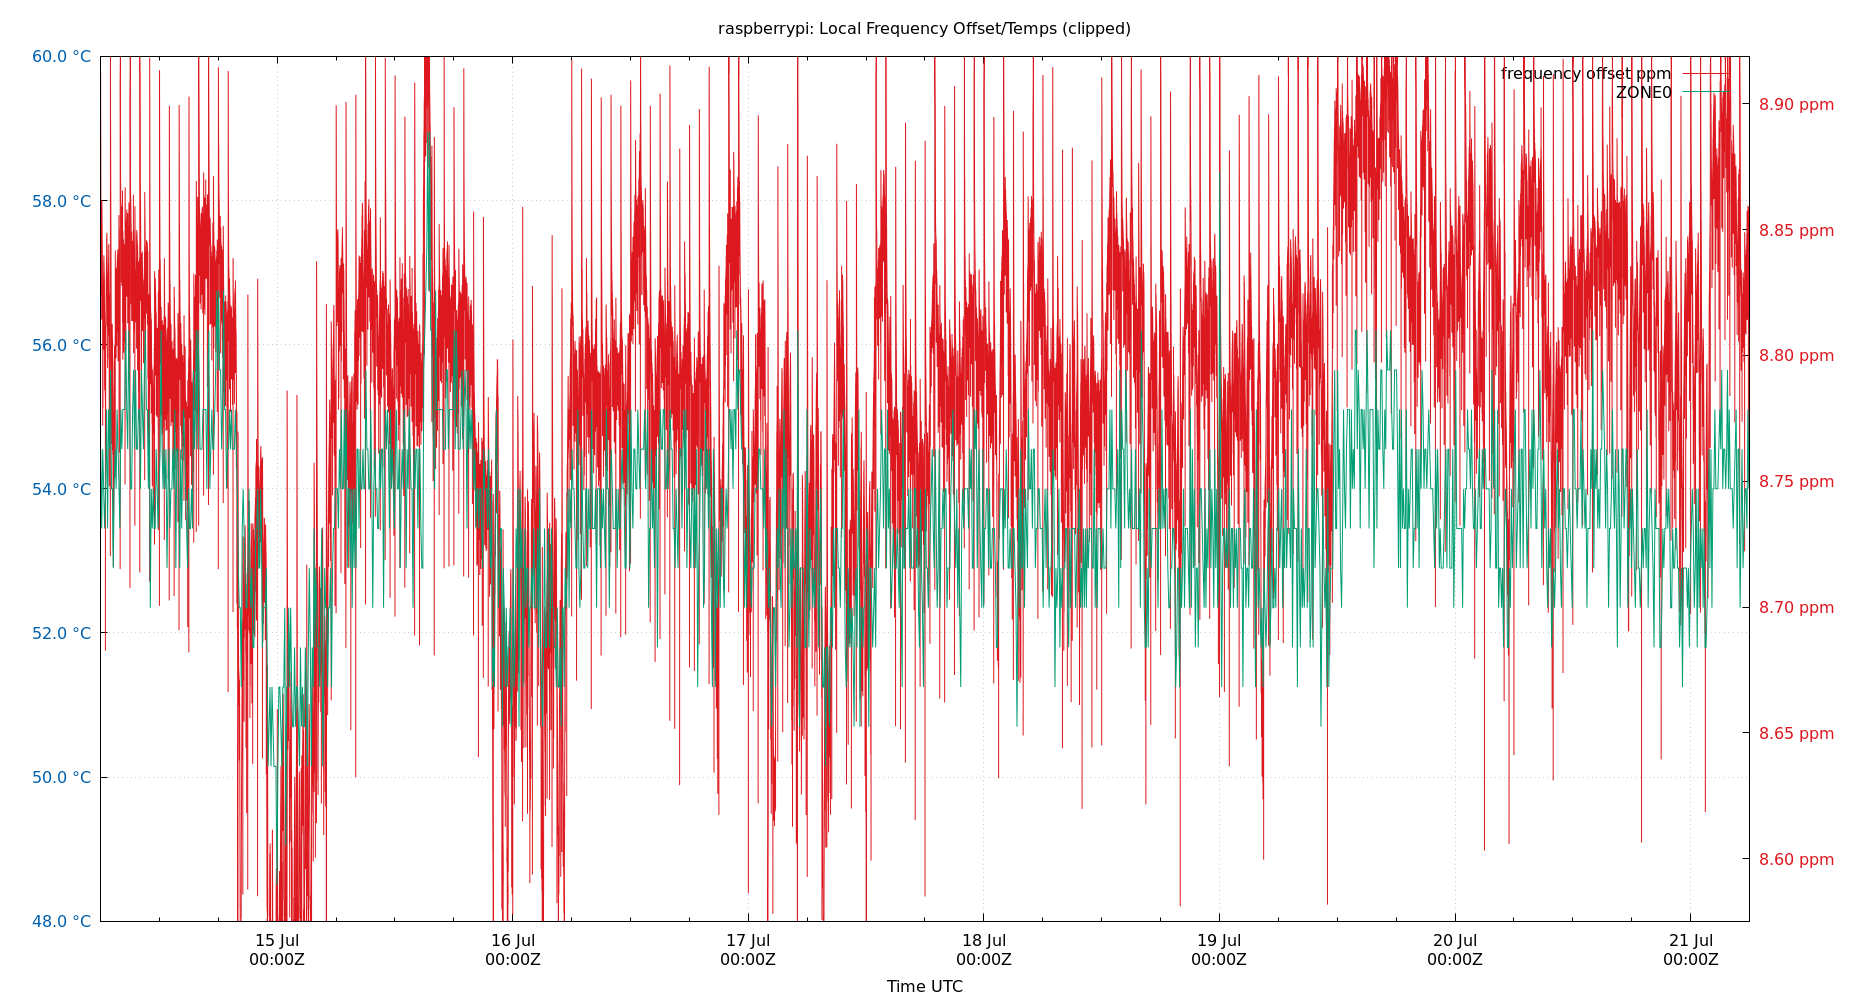 raspberrypi: Local Frequency Offset/Temps (clipped)
frequency offset ppm
ZONE0
60.0 °C
58.0 °C
56.0 °C
54.0 °C
52.0 °C
50.0 °C
48.0 °C
8.90 ppm
8.85 ppm
8.80 ppm
8.75 ppm
8.70 ppm
8.65 ppm
8.60 ppm
15 Jul 16 Jul 17 Jul 18 Jul 19 Jul 20 Jul 21 Jul
00:00Z 00:00Z 00:00Z 00:00Z 00:00Z 00:00Z 00:00Z
Time UTC